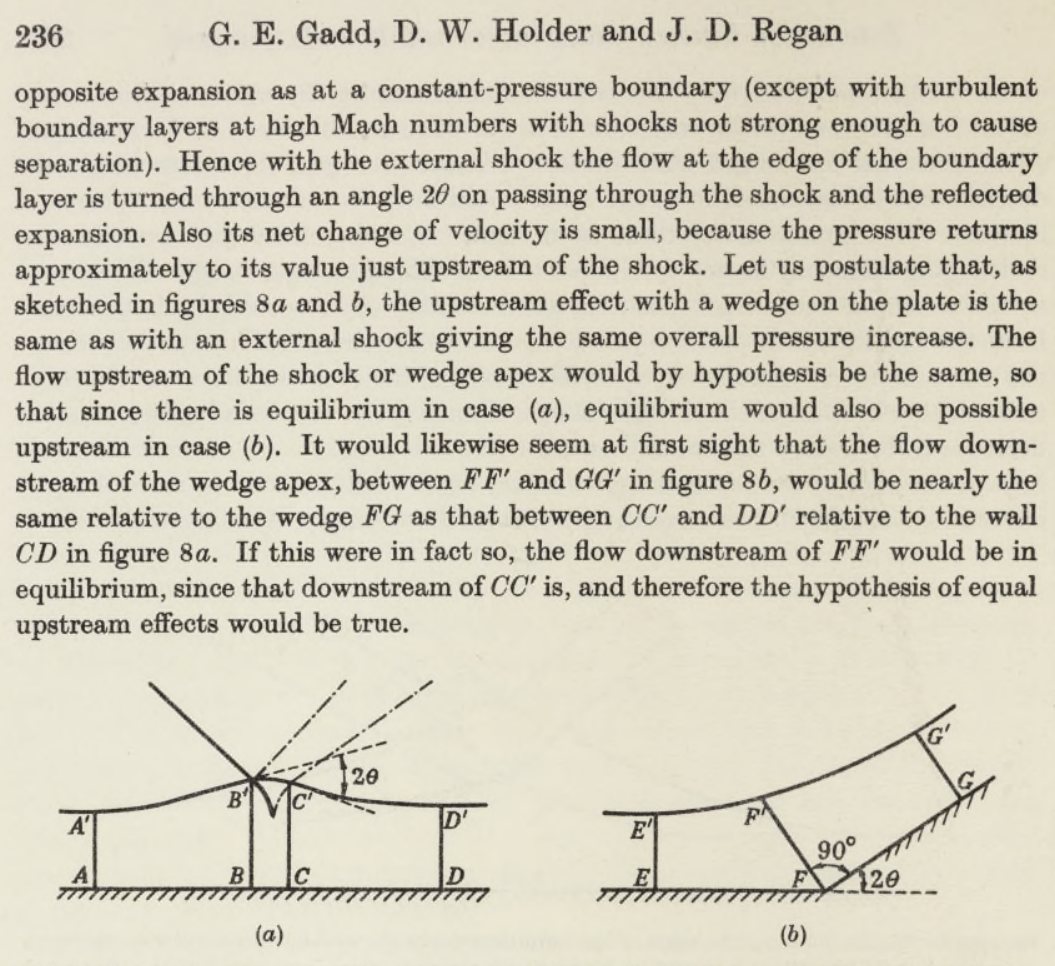 236
G. E. Gadd, D. W. Holder and J. D. Regan
opposite expansion as at a constant-pressure boundary (except with turbulent
boundary layers at high Mach numbers with shocks not strong enough to cause
separation). Hence with the external shock the flow at the edge of the boundary
layer is turned through an angle 2θ on passing through the shock and the reflected
expansion. Also its net change of velocity is small, because the pressure returns
approximately to its value just upstream of the shock. Let us postulate that, as
sketched in figures 8a and b, the upstream effect with a wedge on the plate is the
same as with an external shock giving the same overall pressure increase. The
flow upstream of the shock or wedge apex would by hypothesis be the same, so
that since there is equilibrium in case (a), equilibrium would also be possible
upstream in case (b). It would likewise seem at first sight that the flow down-
stream of the wedge apex, between FF′ and GG′ in figure 8b, would be nearly the
same relative to the wedge FG as that between CC′ and DD′ relative to the wall
CD in figure 8a. If this were in fact so, the flow downstream of FF′ would be in
equilibrium, since that downstream of CC′ is, and therefore the hypothesis of equal
upstream effects would be true.
2θ
A′
B′
C′
D′
A
B
C
D
(a)
G′
G
E′
F′
90°
E
F
2θ
(b)